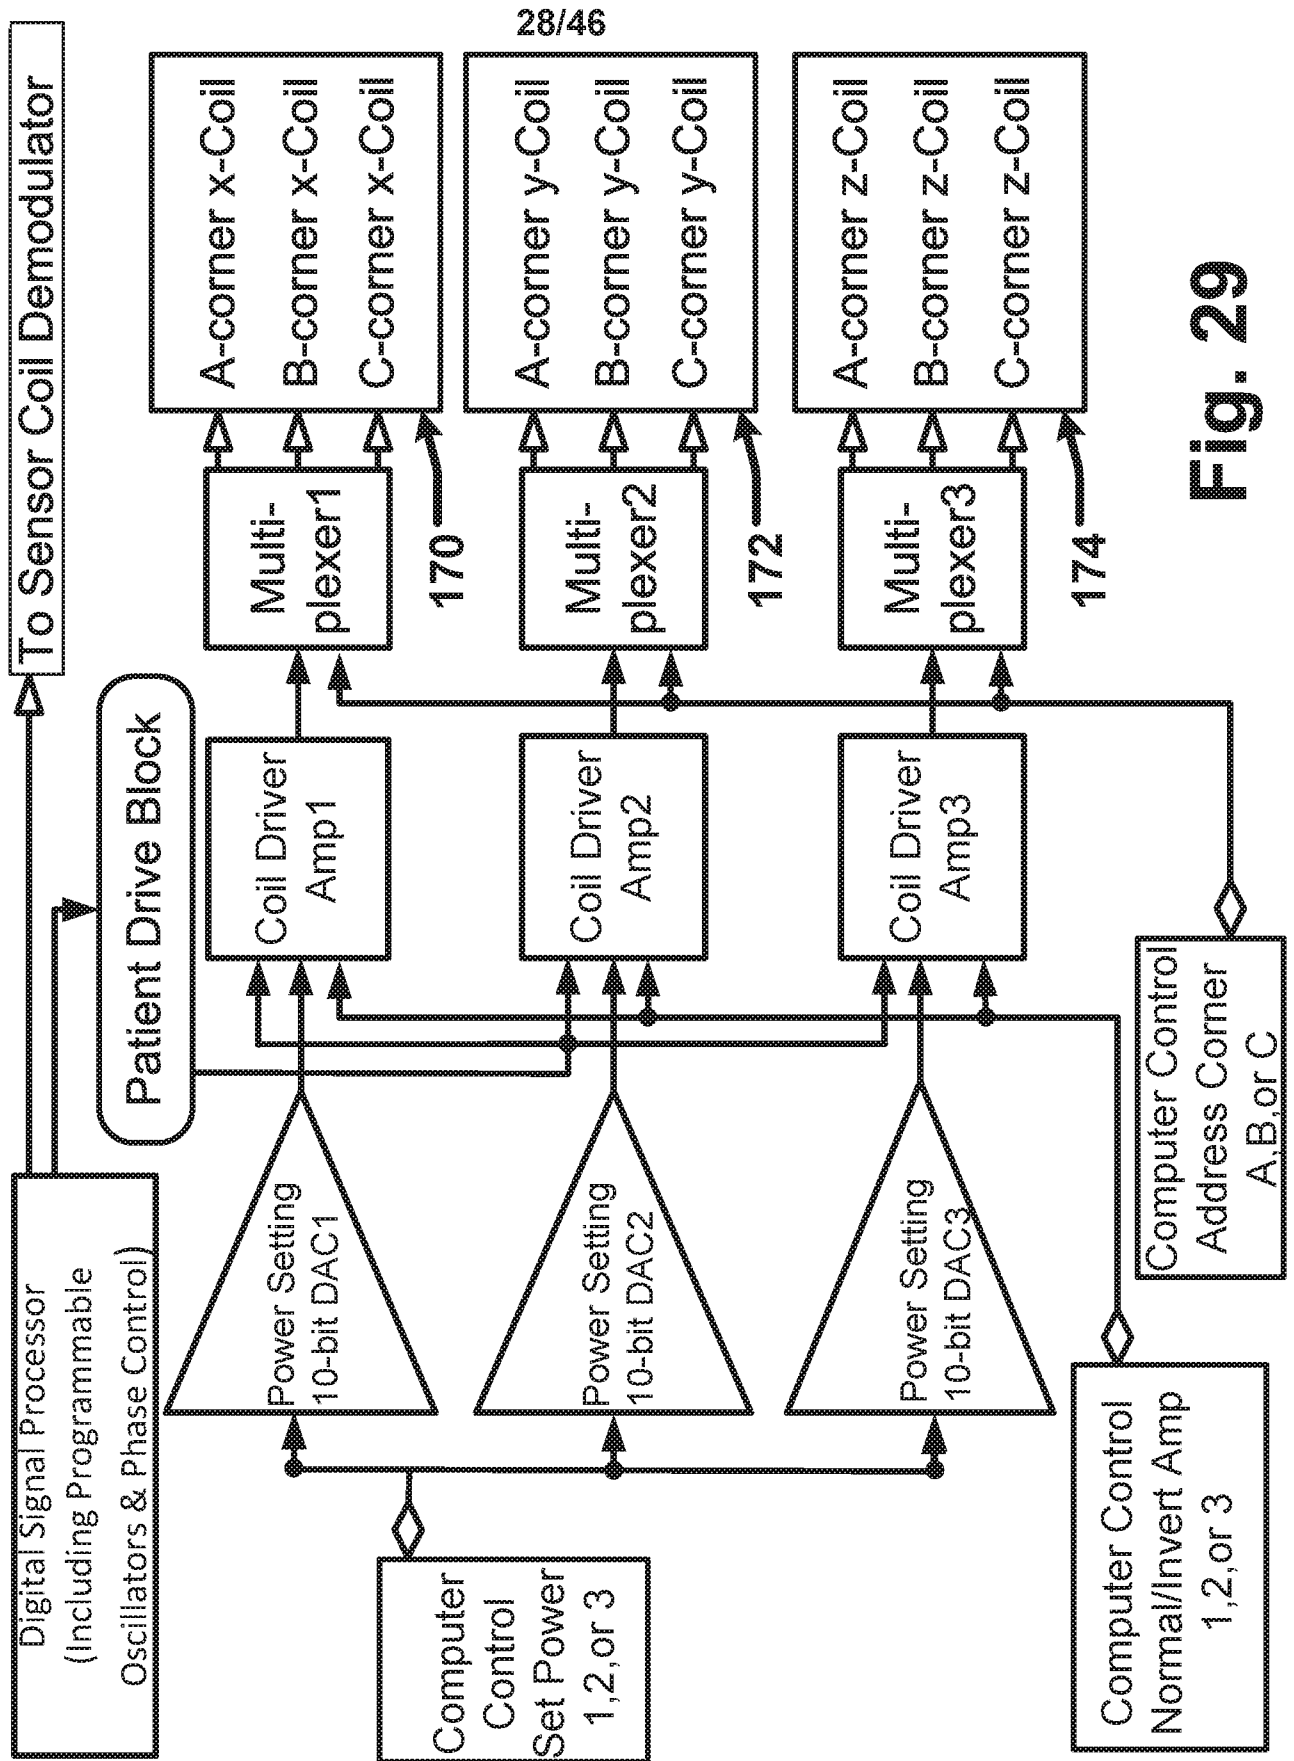 28/46
To Sensor Coil Demodulator
Digital Signal Processor
(Including Programmable
Oscillators & Phase Control)
Patient Drive Block
Computer
Control
Set Power
1,2,or 3
Power Setting
10-bit DAC1
Coil Driver
Amp1
Multi-
plexer1
170
A-corner x-Coil
B-corner x-Coil
C-corner x-Coil
Power Setting
10-bit DAC2
Coil Driver
Amp2
Multi-
plexer2
172
A-corner y-Coil
B-corner y-Coil
C-corner y-Coil
Power Setting
10-bit DAC3
Coil Driver
Amp3
Multi-
plexer3
174
A-corner z-Coil
B-corner z-Coil
C-corner z-Coil
Computer Control
Normal/Invert Amp
1,2,or 3
Computer Control
Address Corner
A,B,or C
Fig. 29